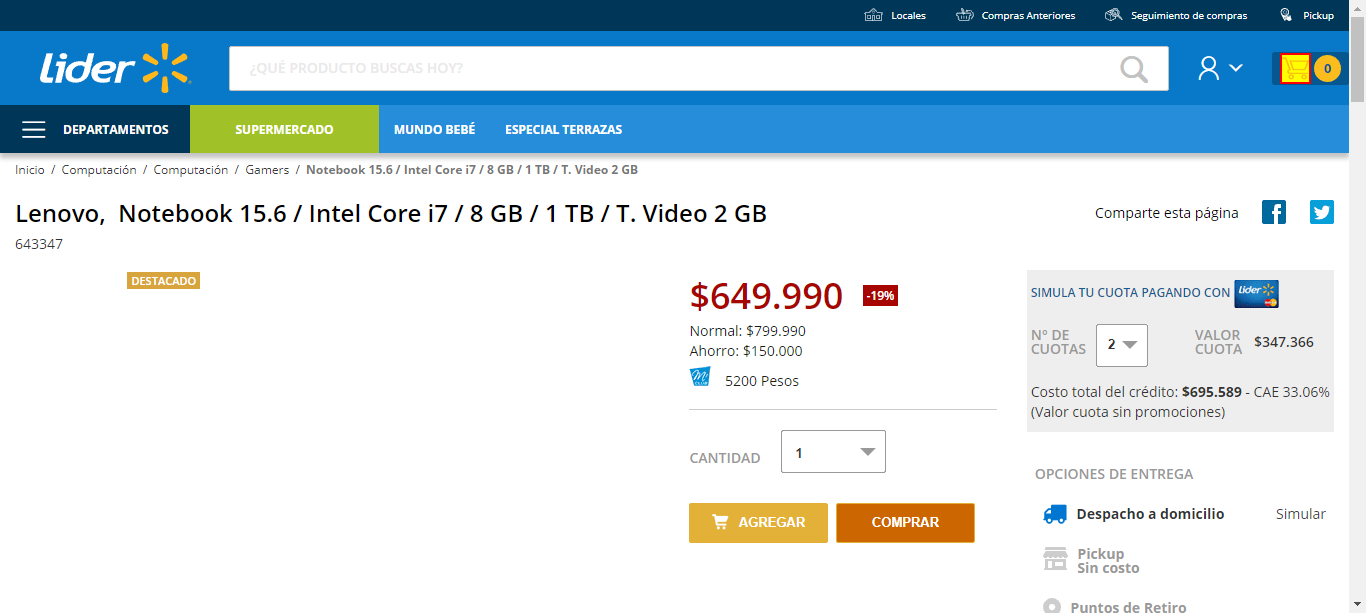 Locales
Compras Anteriores
Seguimiento de compras
Pickup
Lider
¿QUÉ PRODUCTO BUSCAS HOY?
0
DEPARTAMENTOS
SUPERMERCADO
MUNDO BEBÉ
ESPECIAL TERRAZAS
Inicio / Computación / Computación / Gamers / Notebook 15.6 / Intel Core i7 / 8 GB / 1 TB / T. Video 2 GB
Lenovo, Notebook 15.6 / Intel Core i7 / 8 GB / 1 TB / T. Video 2 GB
Comparte esta página
643347
DESTACADO
$649.990
-19%
Normal: $799.990
Ahorro: $150.000
Mi CLUB
5200 Pesos
CANTIDAD
1
AGREGAR
COMPRAR
SIMULA TU CUOTA PAGANDO CON
Lider
N° DE
CUOTAS
2
VALOR
CUOTA
$347.366
Costo total del crédito: $695.589 - CAE 33.06%
(Valor cuota sin promociones)
OPCIONES DE ENTREGA
Despacho a domicilio
Simular
Pickup
Sin costo
Puntos de Retiro